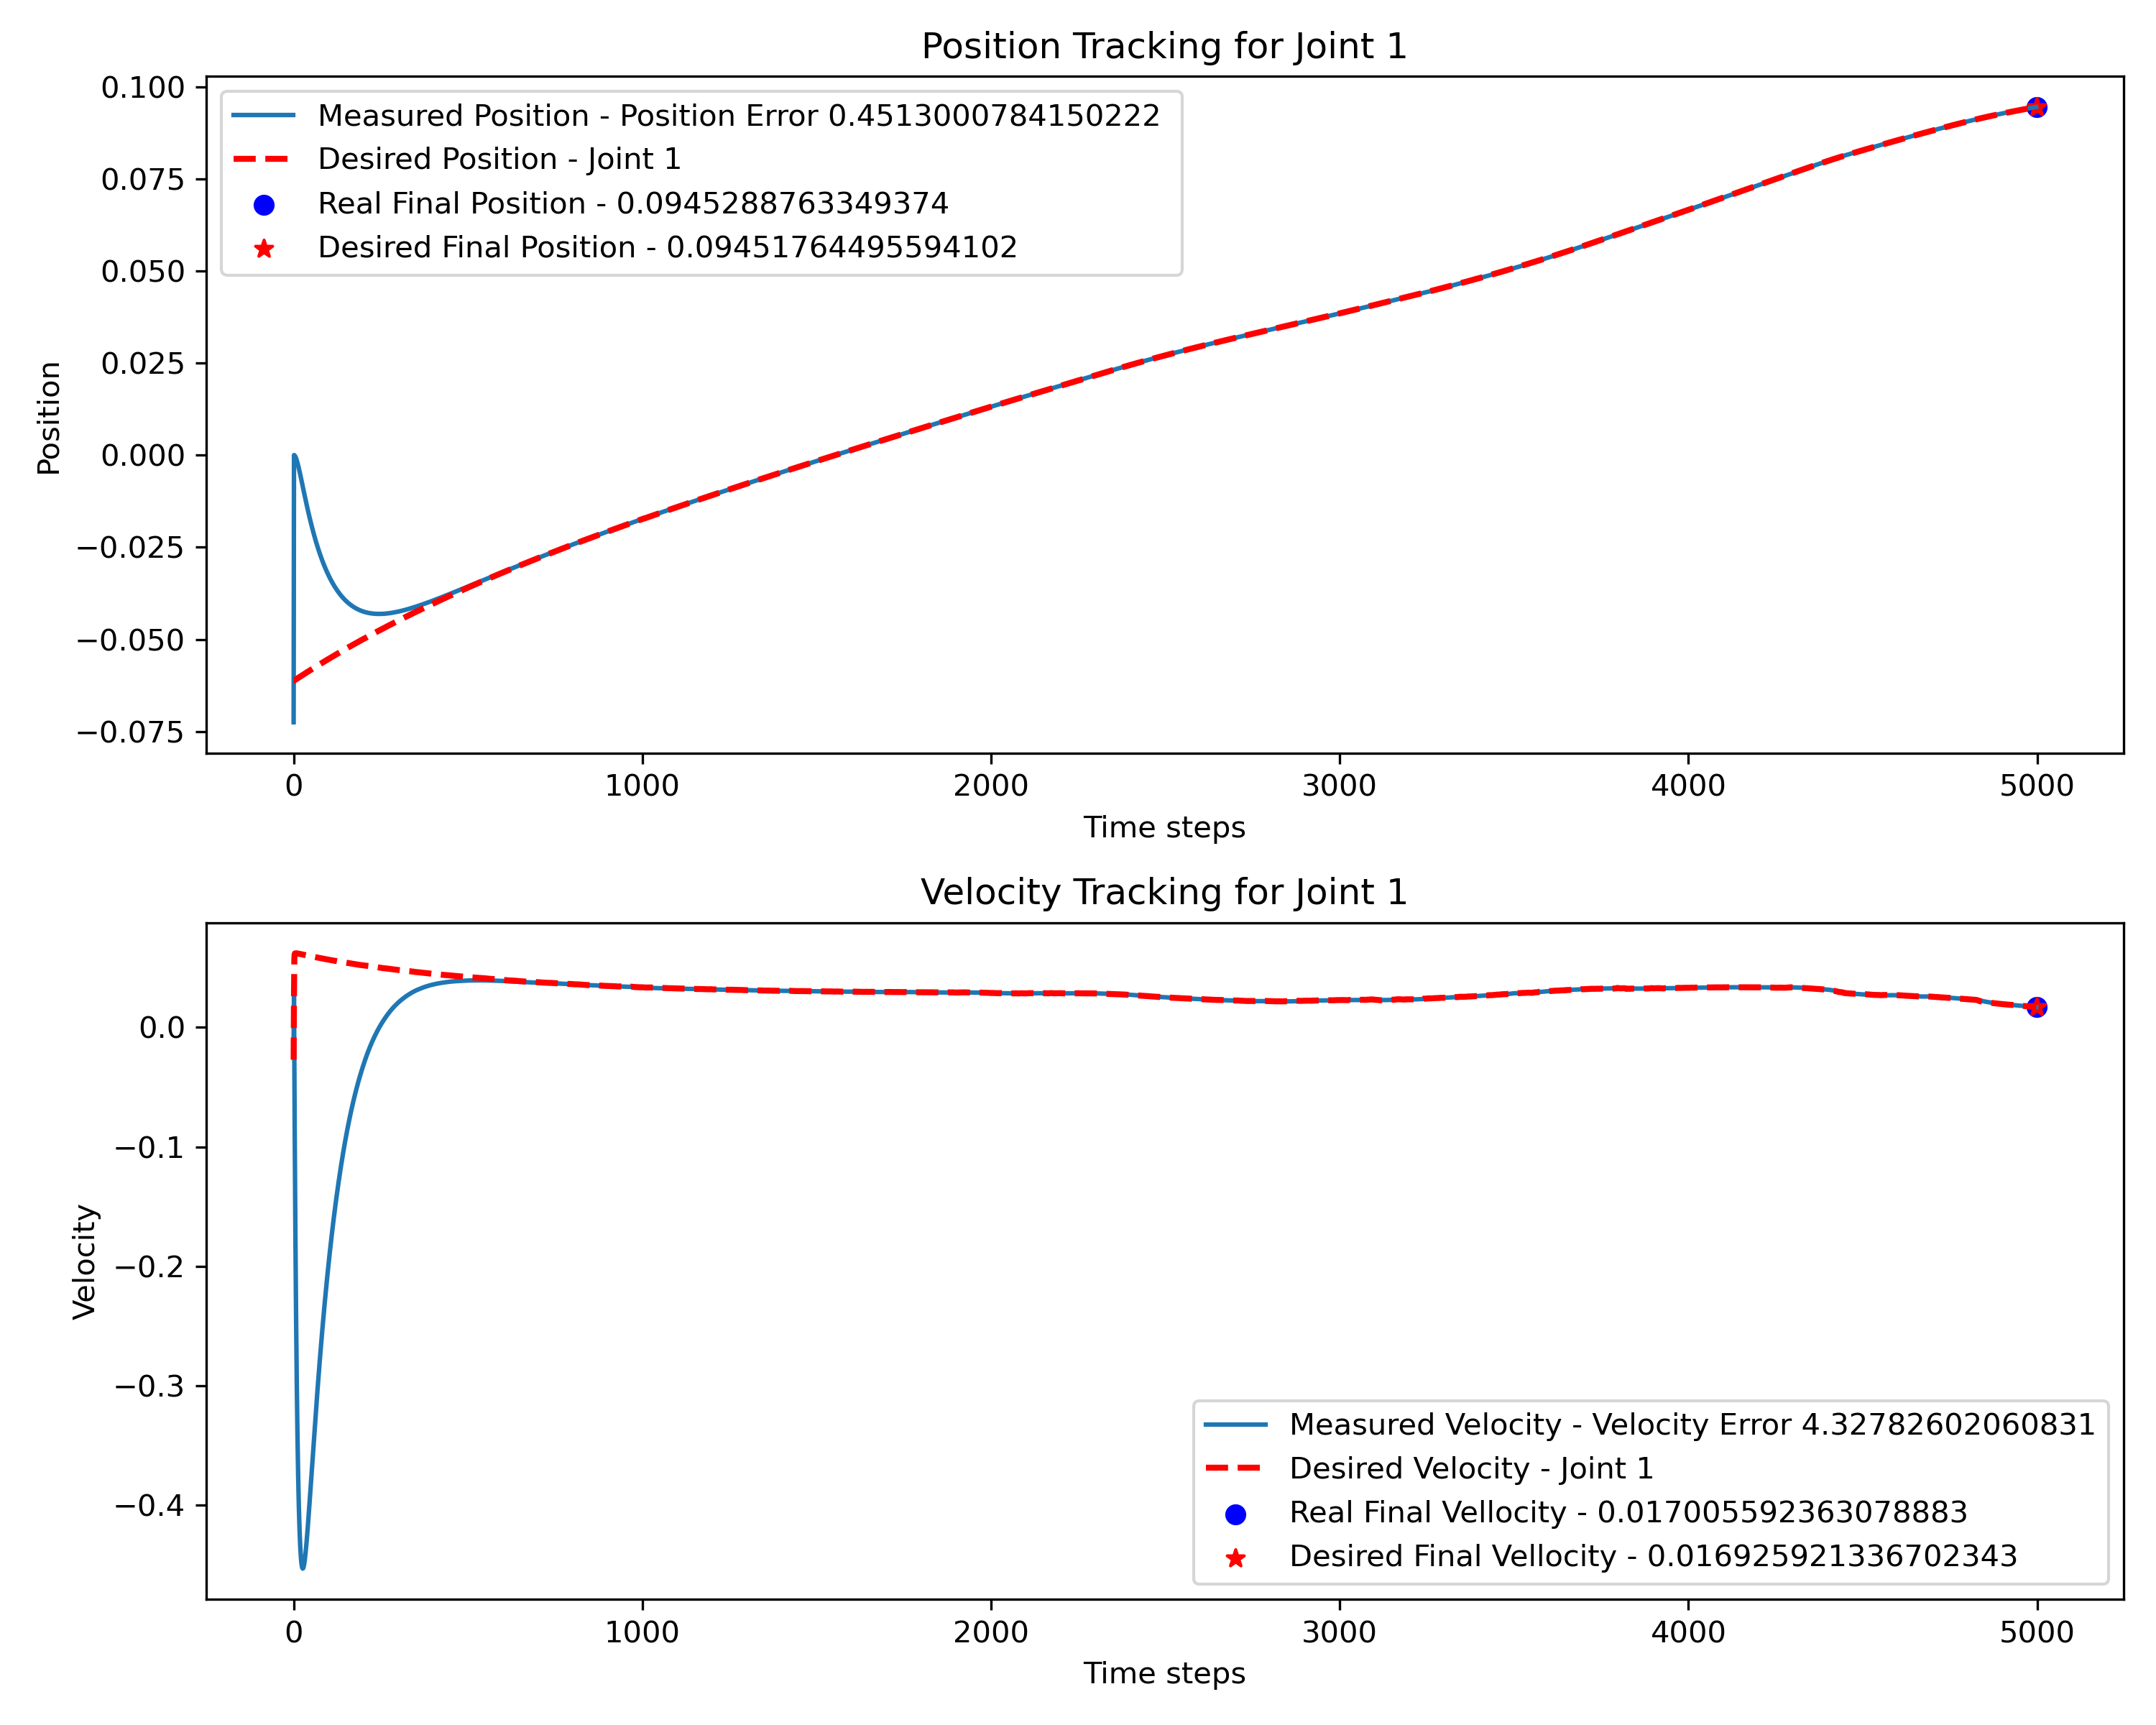 Position Tracking for Joint 1
0.100
0.075
0.050
0.025
0.000
−0.025
−0.050
−0.075
Position
Measured Position - Position Error 0.4513000784150222
Desired Position - Joint 1
Real Final Position - 0.0945288763349374
Desired Final Position - 0.09451764495594102
0 1000 2000 3000 4000 5000
Time steps
Velocity Tracking for Joint 1
0.0
−0.1
−0.2
−0.3
−0.4
Velocity
Measured Velocity - Velocity Error 4.32782602060831
Desired Velocity - Joint 1
Real Final Vellocity - 0.017005592363078883
Desired Final Vellocity - 0.016925921336702343
0 1000 2000 3000 4000 5000
Time steps